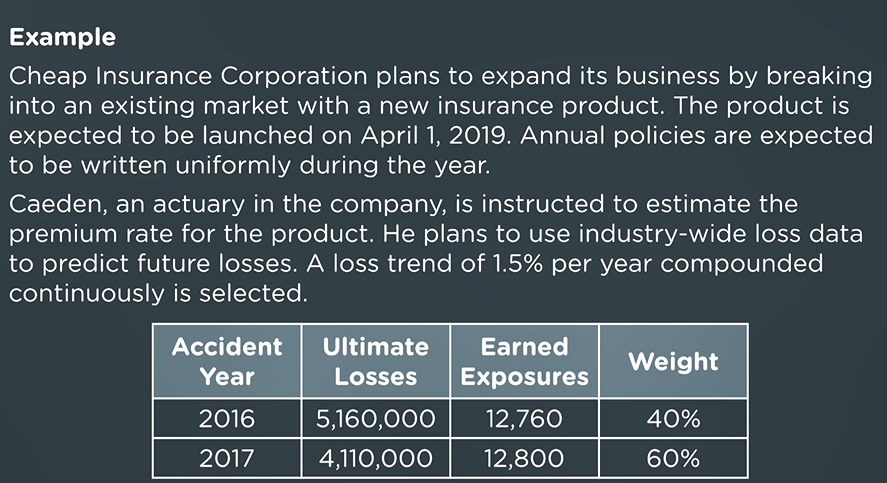 Example
Cheap Insurance Corporation plans to expand its business by breaking
into an existing market with a new insurance product. The product is
expected to be launched on April 1, 2019. Annual policies are expected
to be written uniformly during the year.
Caeden, an actuary in the company, is instructed to estimate the
premium rate for the product. He plans to use industry-wide loss data
to predict future losses. A loss trend of 1.5% per year compounded
continuously is selected.
Accident Year Ultimate Losses Earned Exposures Weight
2016 5,160,000 12,760 40%
2017 4,110,000 12,800 60%